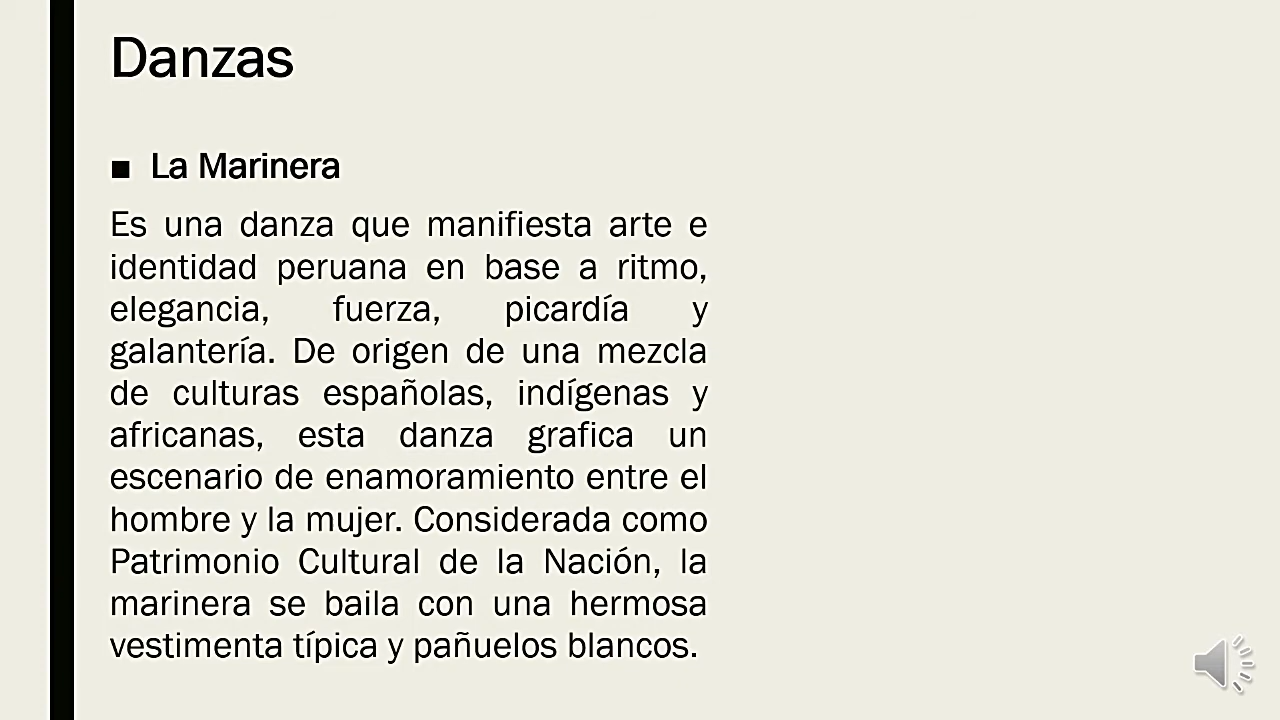 Danzas
■ La Marinera
Es una danza que manifiesta arte e
identidad peruana en base a ritmo,
elegancia, fuerza, picardía y
galantería. De origen de una mezcla
de culturas españolas, indígenas y
africanas, esta danza grafica un
escenario de enamoramiento entre el
hombre y la mujer. Considerada como
Patrimonio Cultural de la Nación, la
marinera se baila con una hermosa
vestimenta típica y pañuelos blancos.